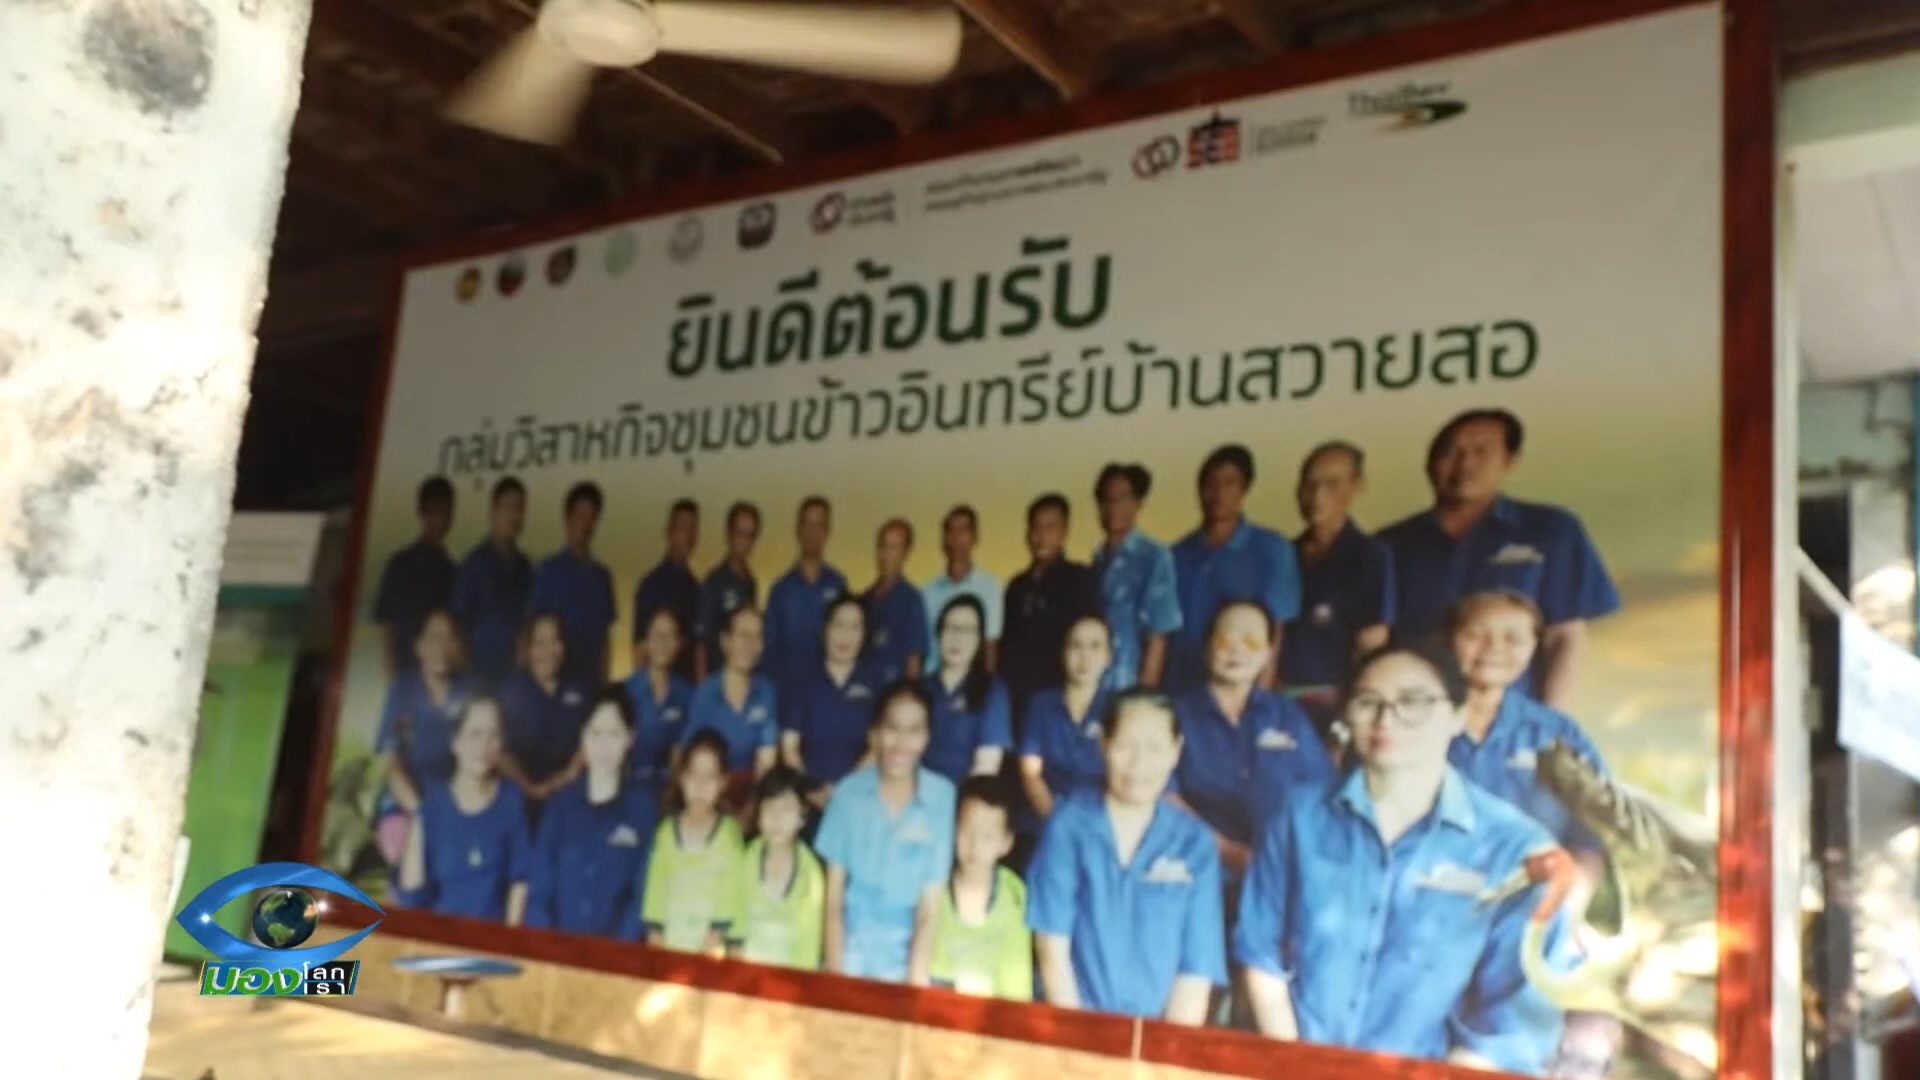 ThaiBev
ยินดีต้อนรับ
กลุ่มวิสาหกิจชุมชนข้าวอินทรีย์บ้านสวายสอ
มองโลก
เรา